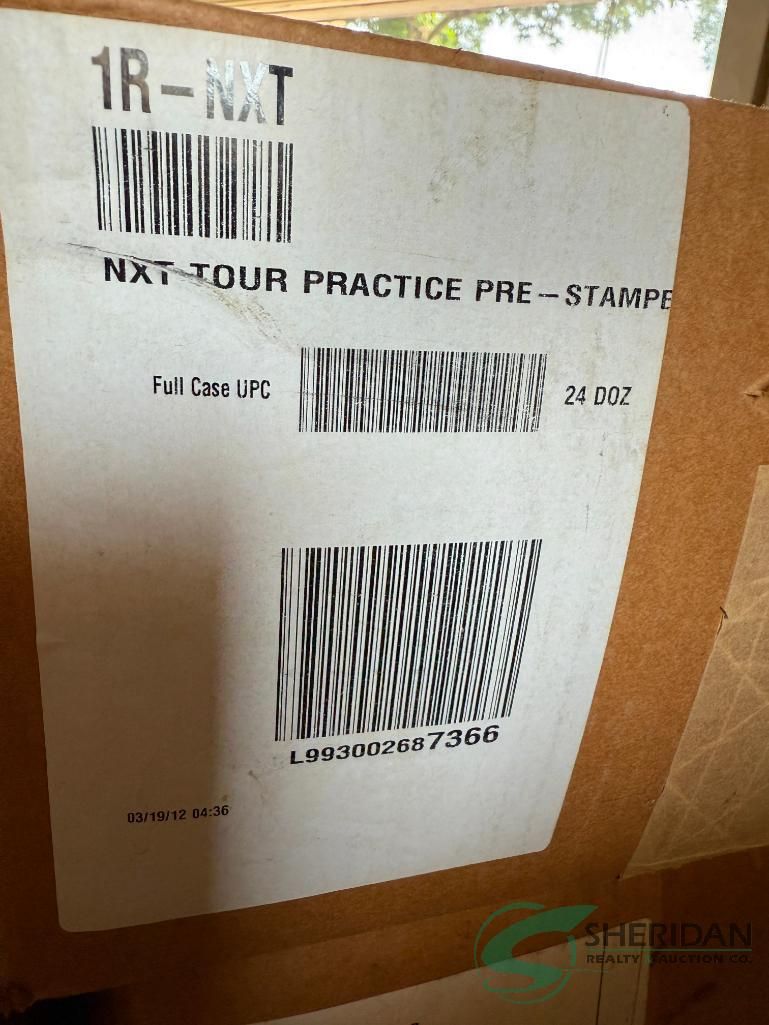 1R-NXT
NXT TOUR PRACTICE PRE-STAMPE
Full Case UPC
24 DOZ
L993002687366
03/19/12 04:36
SHERIDAN
REALTY & AUCTION CO.